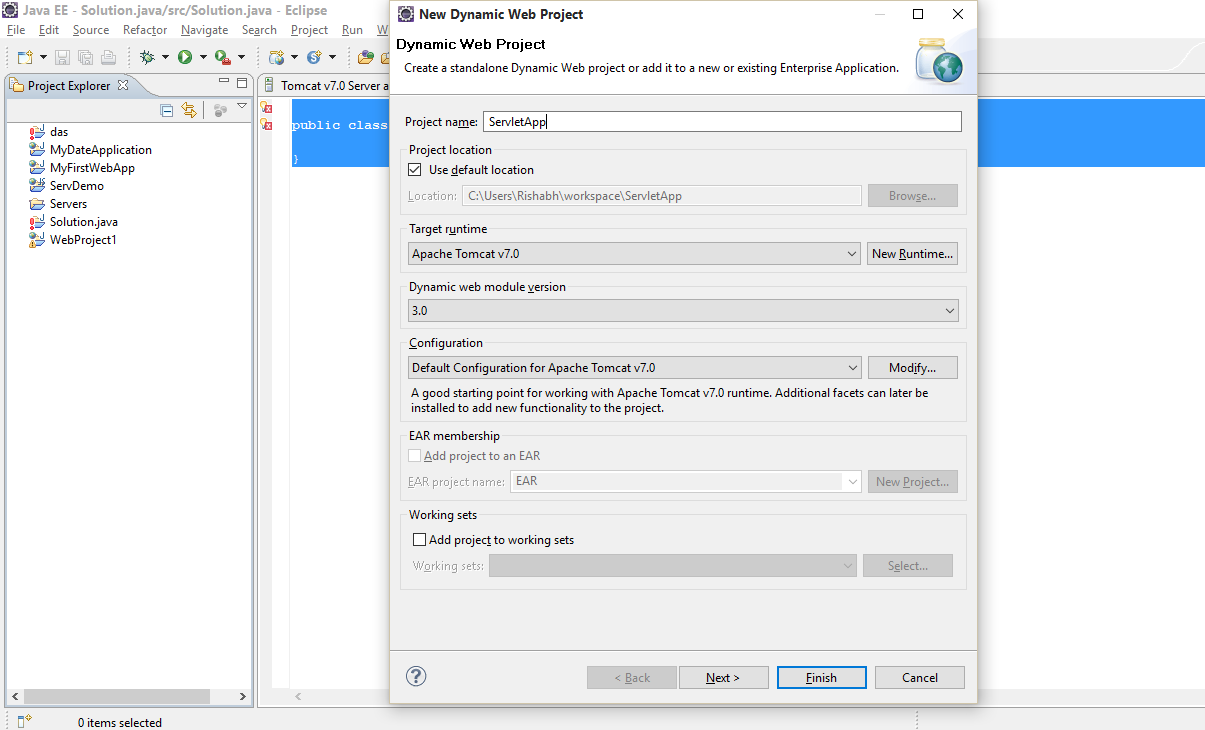 Java EE - Solution.java/src/Solution.java - Eclipse
File Edit Source Refactor Navigate Search Project Run
Project Explorer
das
MyDateApplication
MyFirstWebApp
ServDemo
Servers
Solution.java
WebProject1
0 items selected
Tomcat v7.0 Server
public class
}
New Dynamic Web Project
Dynamic Web Project
Create a standalone Dynamic Web project or add it to a new or existing Enterprise Application.
Project name: ServletApp
Project location
Use default location
Location: C:\Users\Rishabh\workspace\ServletApp Browse...
Target runtime
Apache Tomcat v7.0 New Runtime...
Dynamic web module version
3.0
Configuration
Default Configuration for Apache Tomcat v7.0 Modify...
A good starting point for working with Apache Tomcat v7.0 runtime. Additional facets can later be
installed to add new functionality to the project.
EAR membership
Add project to an EAR
EAR project name: EAR New Project...
Working sets
Add project to working sets
Working sets: Select...
? < Back Next > Finish Cancel